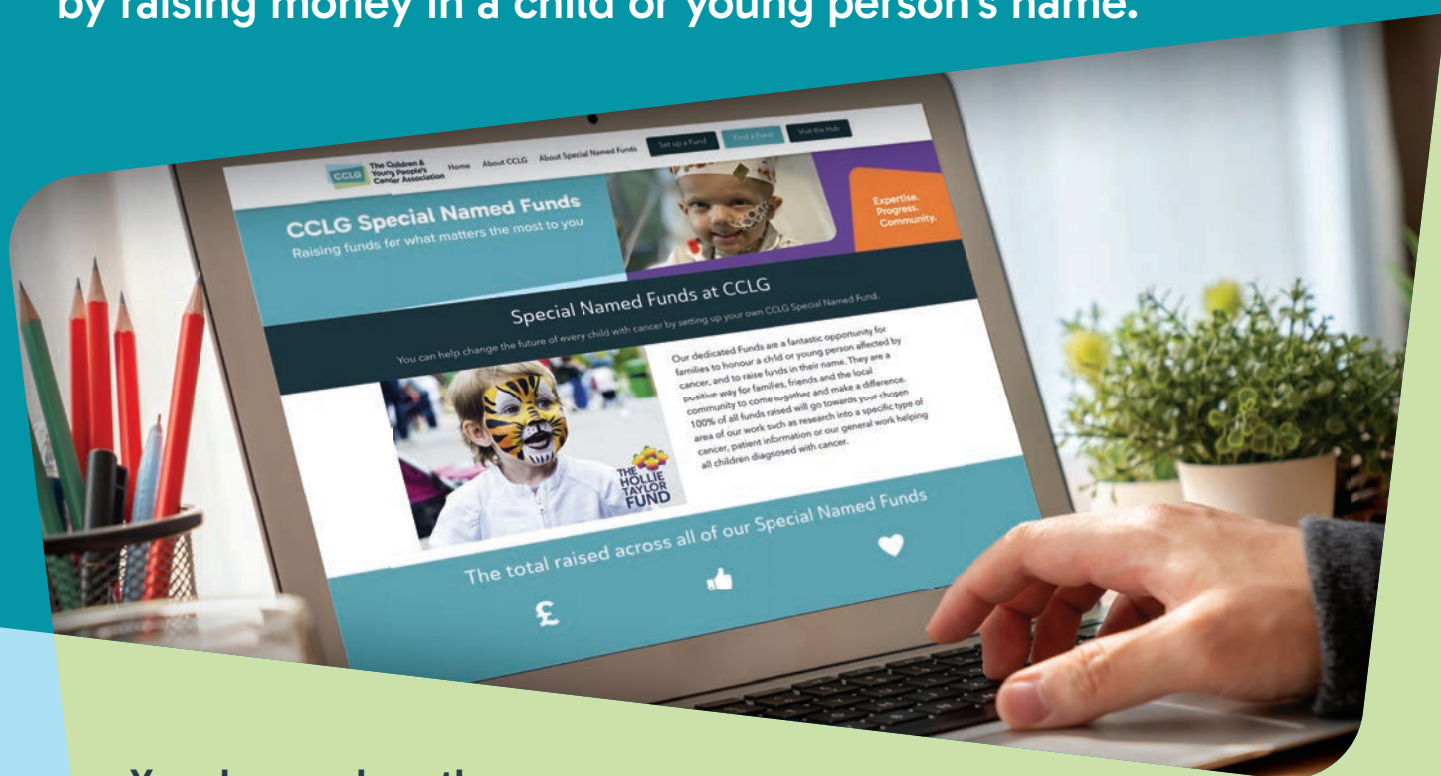 by raising money in a child or young person's name.
CCLG
The Children &
Young People's
Cancer Association
Home
About CCLG
About Special Named Funds
Set up a Fund
Find a Fund
Visit the Hub
CCLG Special Named Funds
Raising funds for what matters the most to you
Expertise.
Progress.
Community.
Special Named Funds at CCLG
You can help change the future of every child with cancer by setting up your own CCLG Special Named Fund.
THE
HOLLIE
TAYLOR
FUND
Our dedicated Funds are a fantastic opportunity for
families to honour a child or young person affected by
cancer, and to raise funds in their name. They are a
positive way for families, friends and the local
community to come together and make a difference.
100% of all funds raised will go towards your chosen
area of our work such as research into a specific type of
cancer, patient information or our general work helping
all children diagnosed with cancer.
The total raised across all of our Special Named Funds
£